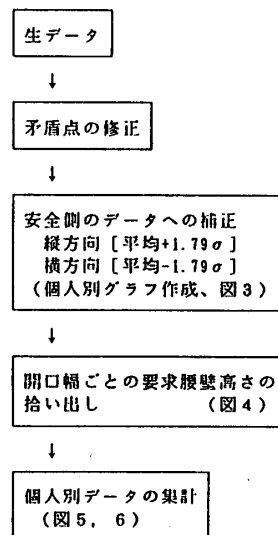 生データ
↓
矛盾点の修正
↓
安全側のデータへの補正
縦方向［平均+1.79σ］
横方向［平均-1.79σ］
（個人別グラフ作成、図3）
↓
開口幅ごとの要求腰壁高さの
拾い出し （図4）
↓
個人別データの集計
（図5, 6）